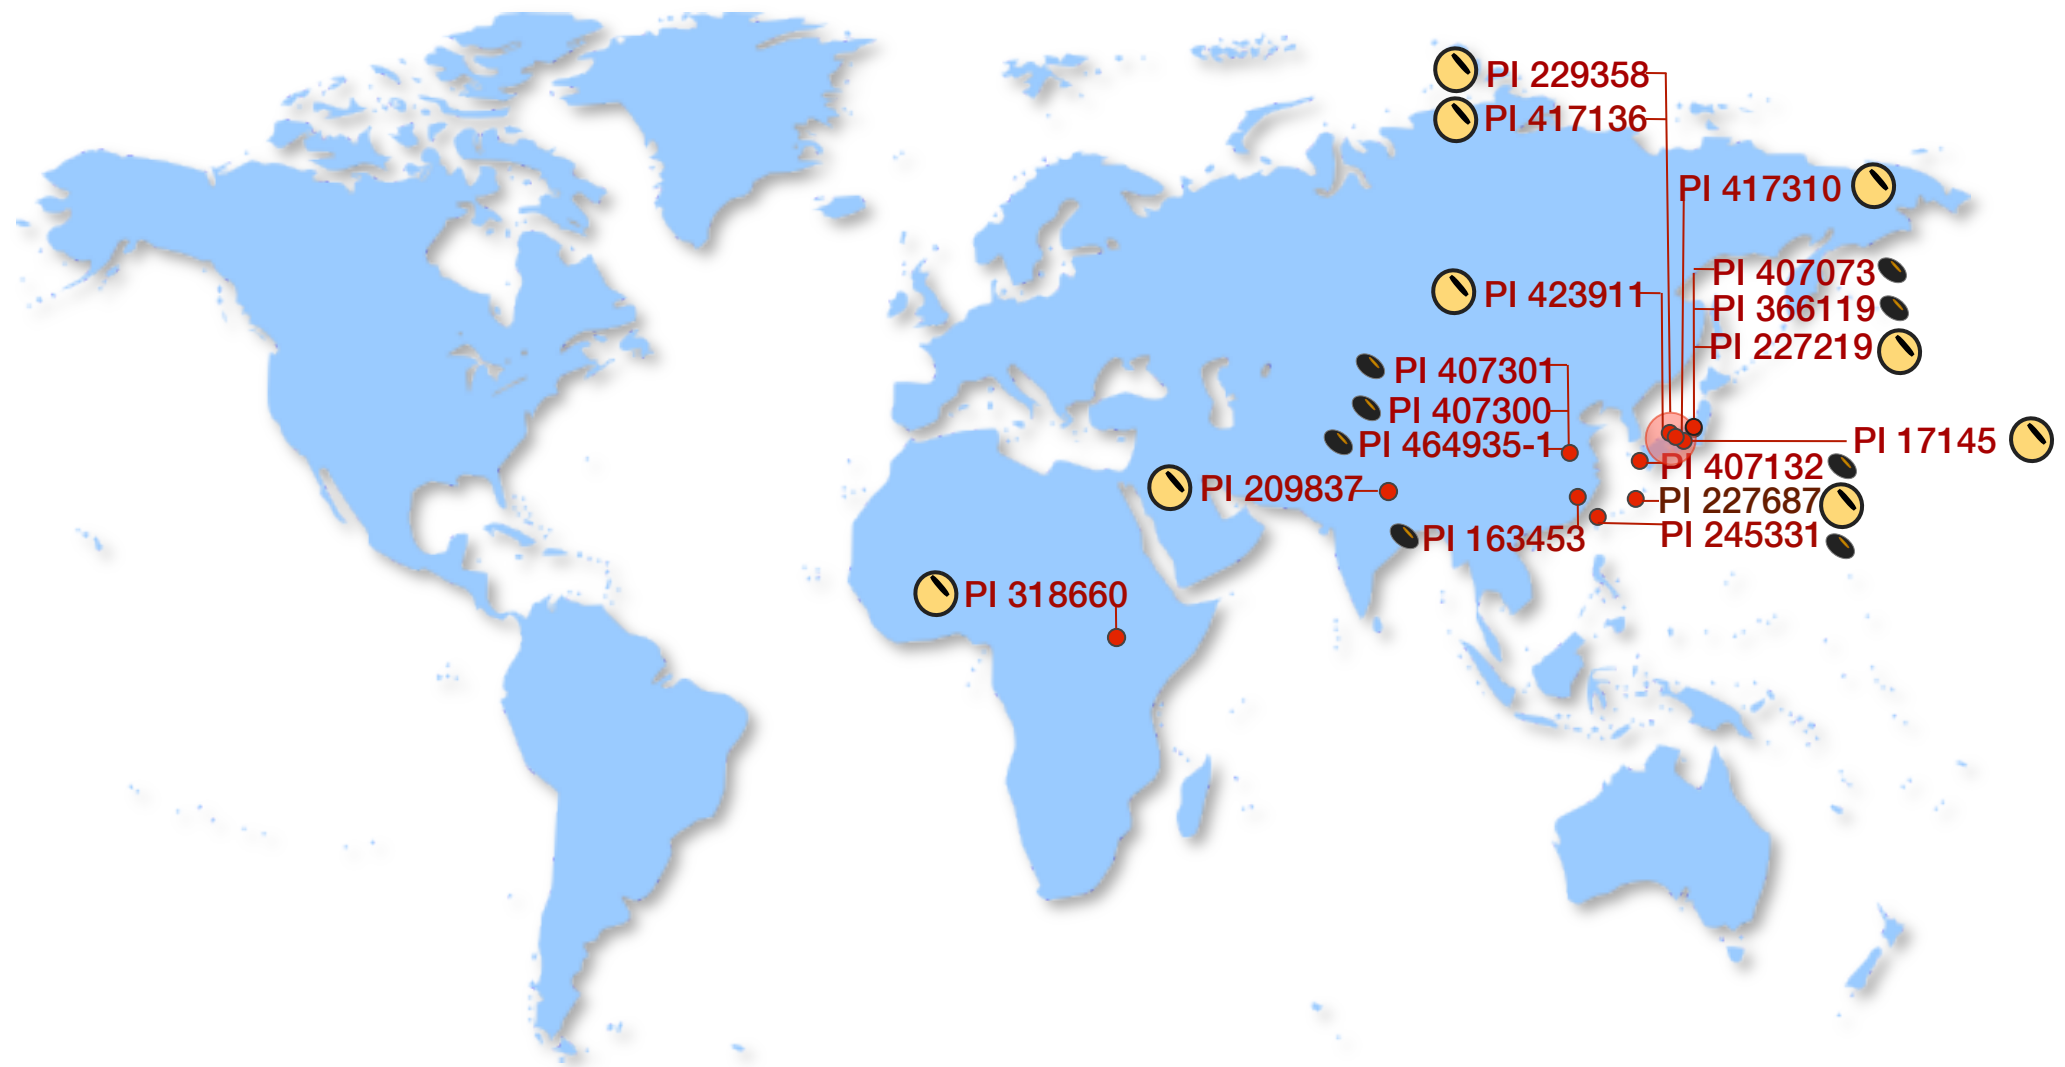 PI 229358
PI 417136
PI 417310
PI 407073
PI 423911
PI 366119
PI 227219
PI 407301
PI 407300
PI 464935-1
PI 17145
PI 407132
PI 209837
PI 227687
PI 163453
PI 245331
PI 318660